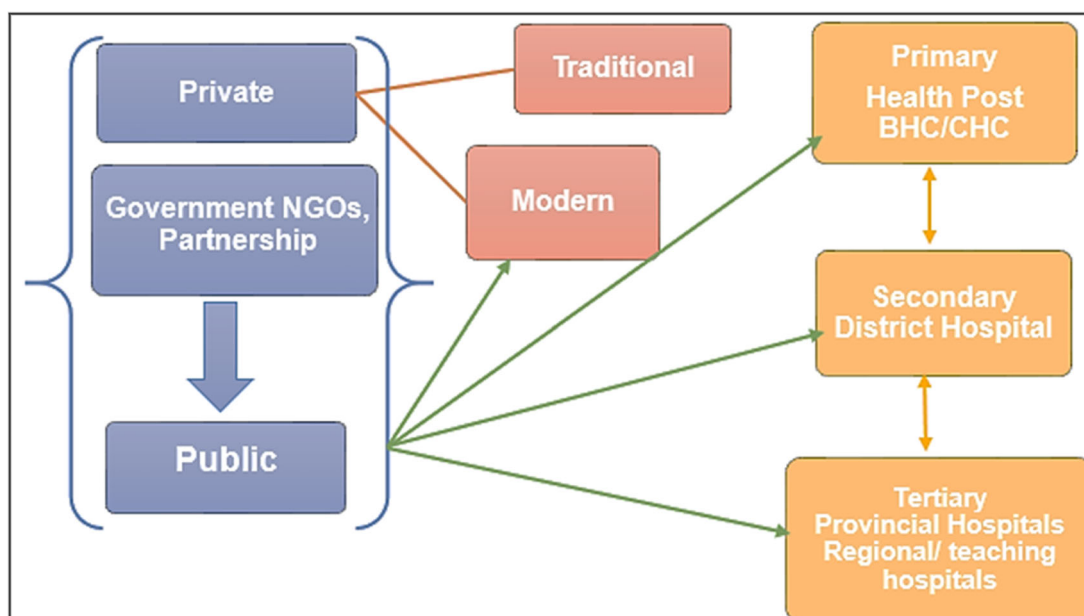 Private
Government NGOs,
Partnership
Public
Traditional
Modern
Primary
Health Post
BHC/CHC
Secondary
District Hospital
Tertiary
Provincial Hospitals
Regional/ teaching
hospitals